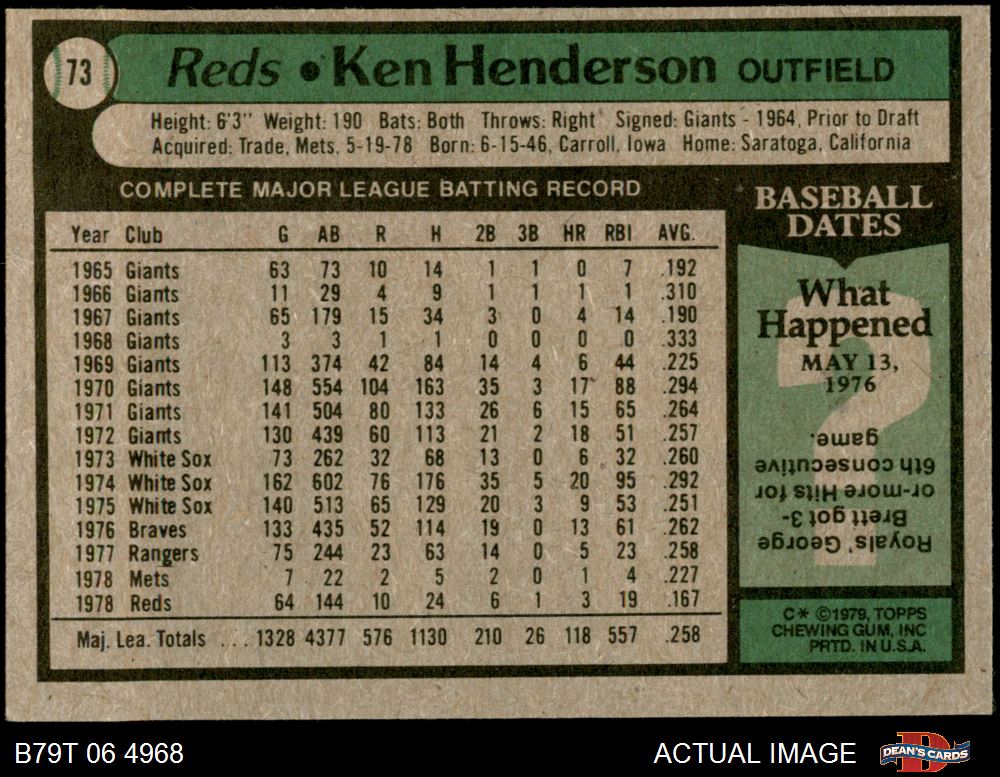 73
Reds • Ken Henderson OUTFIELD
Height: 6'3" Weight: 190 Bats: Both Throws: Right Signed: Giants - 1964, Prior to Draft
Acquired: Trade, Mets, 5-19-78 Born: 6-15-46, Carroll, Iowa Home: Saratoga, California
COMPLETE MAJOR LEAGUE BATTING RECORD
Year Club G AB R H 2B 3B HR RBI AVG.
1965 Giants 63 73 10 14 1 1 0 7 .192
1966 Giants 11 29 4 9 1 1 1 1 .310
1967 Giants 65 179 15 34 3 0 4 14 .190
1968 Giants 3 3 1 1 0 0 0 0 .333
1969 Giants 113 374 42 84 14 4 6 44 .225
1970 Giants 148 554 104 163 35 3 17 88 .294
1971 Giants 141 504 80 133 26 6 15 65 .264
1972 Giants 130 439 60 113 21 2 18 51 .257
1973 White Sox 73 262 32 68 13 0 6 32 .260
1974 White Sox 162 602 76 176 35 5 20 95 .292
1975 White Sox 140 513 65 129 20 3 9 53 .251
1976 Braves 133 435 52 114 19 0 13 61 .262
1977 Rangers 75 244 23 63 14 0 5 23 .258
1978 Mets 7 22 2 5 2 0 1 4 .227
1978 Reds 64 144 10 24 6 1 3 19 .167
Maj. Lea. Totals . . . 1328 4377 576 1130 210 26 118 557 .258
BASEBALL
DATES
What
Happened
MAY 13,
1976
?
Royals' George
Brett got 3-
or-more Hits for
6th consecutive
game.
C* ©1979, TOPPS
CHEWING GUM, INC
PRTD. IN U.S.A.
B79T 06 4968
ACTUAL IMAGE
D
DEAN'S CARDS